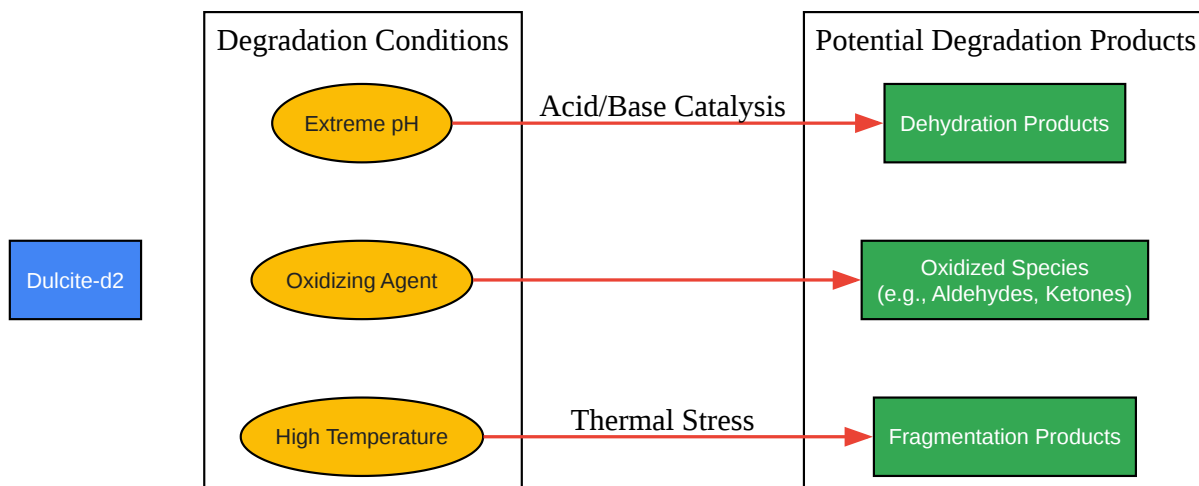 Degradation Conditions
Potential Degradation Products
Extreme pH
Acid/Base Catalysis
Dehydration Products
Dulcite-d2
Oxidizing Agent
Oxidized Species
(e.g., Aldehydes, Ketones)
High Temperature
Thermal Stress
Fragmentation Products